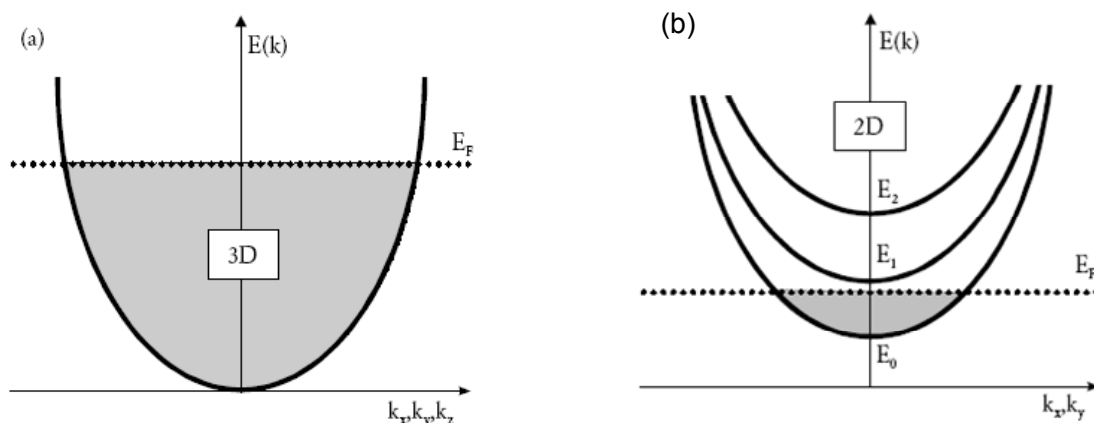 (a)
E(k)
E_F
3D
k_x,k_y,k_z
(b)
E(k)
2D
E_2
E_1
E_F
E_0
k_x,k_y